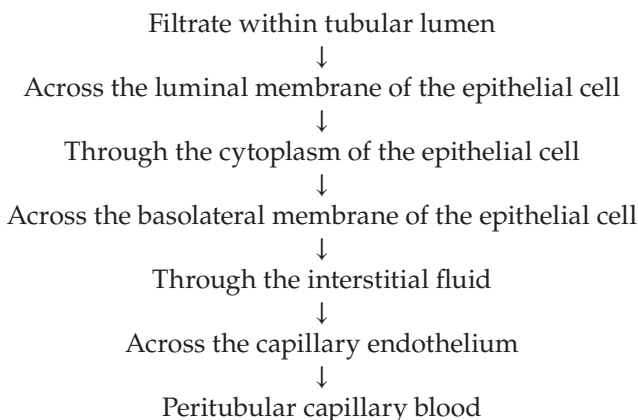 Filtrate within tubular lumen
↓
Across the luminal membrane of the epithelial cell
↓
Through the cytoplasm of the epithelial cell
↓
Across the basolateral membrane of the epithelial cell
↓
Through the interstitial fluid
↓
Across the capillary endothelium
↓
Peritubular capillary blood